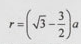 r = (√3 − 3/2) a